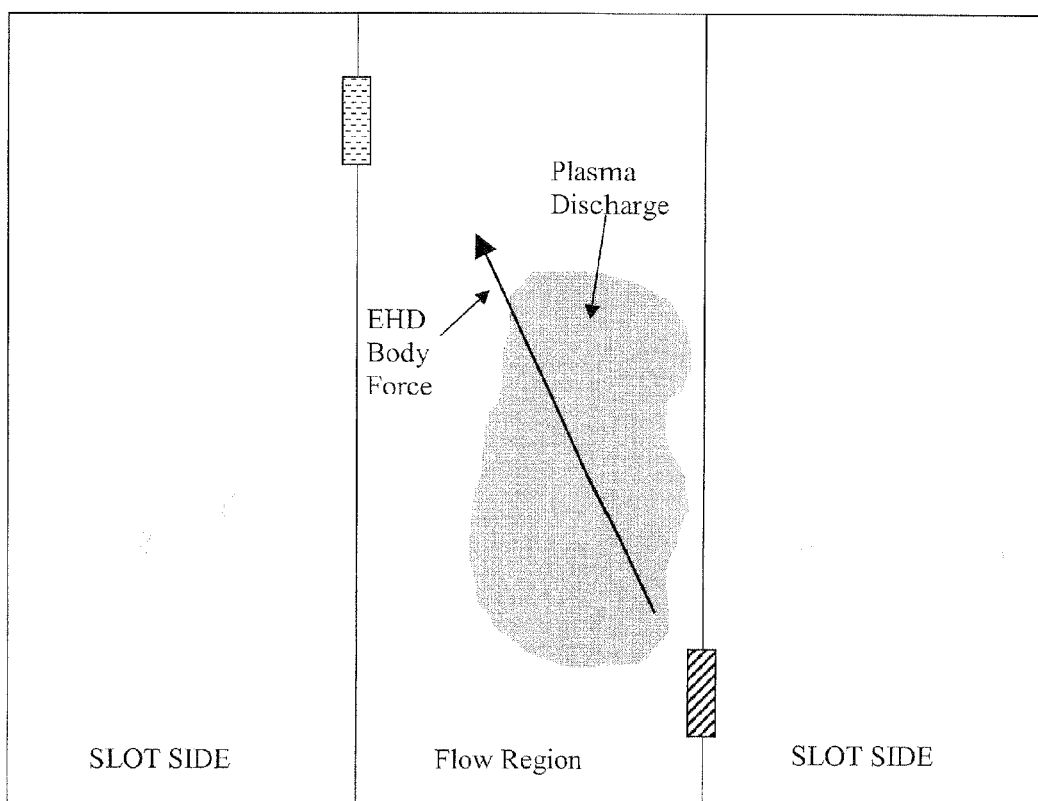 Plasma
Discharge
EHD
Body
Force
SLOT SIDE
Flow Region
SLOT SIDE